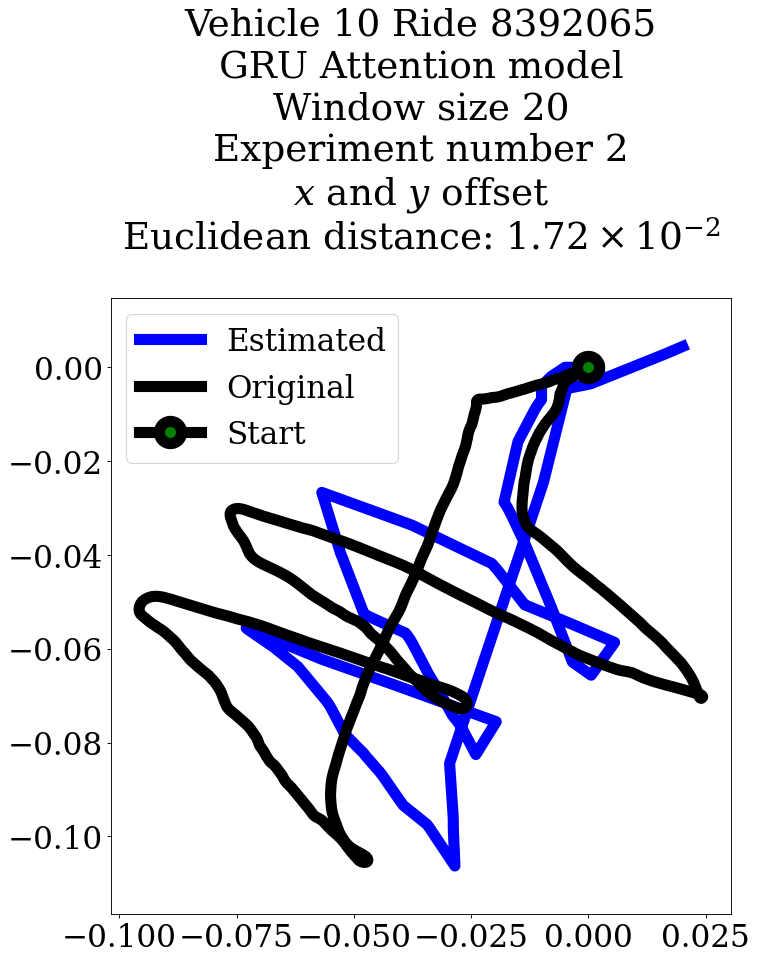 Vehicle 10 Ride 8392065
GRU Attention model
Window size 20
Experiment number 2
x and y offset
Euclidean distance: 1.72 × 10⁻²
Estimated
Original
Start
0.00
−0.02
−0.04
−0.06
−0.08
−0.10
−0.100 −0.075 −0.050 −0.025 0.000 0.025